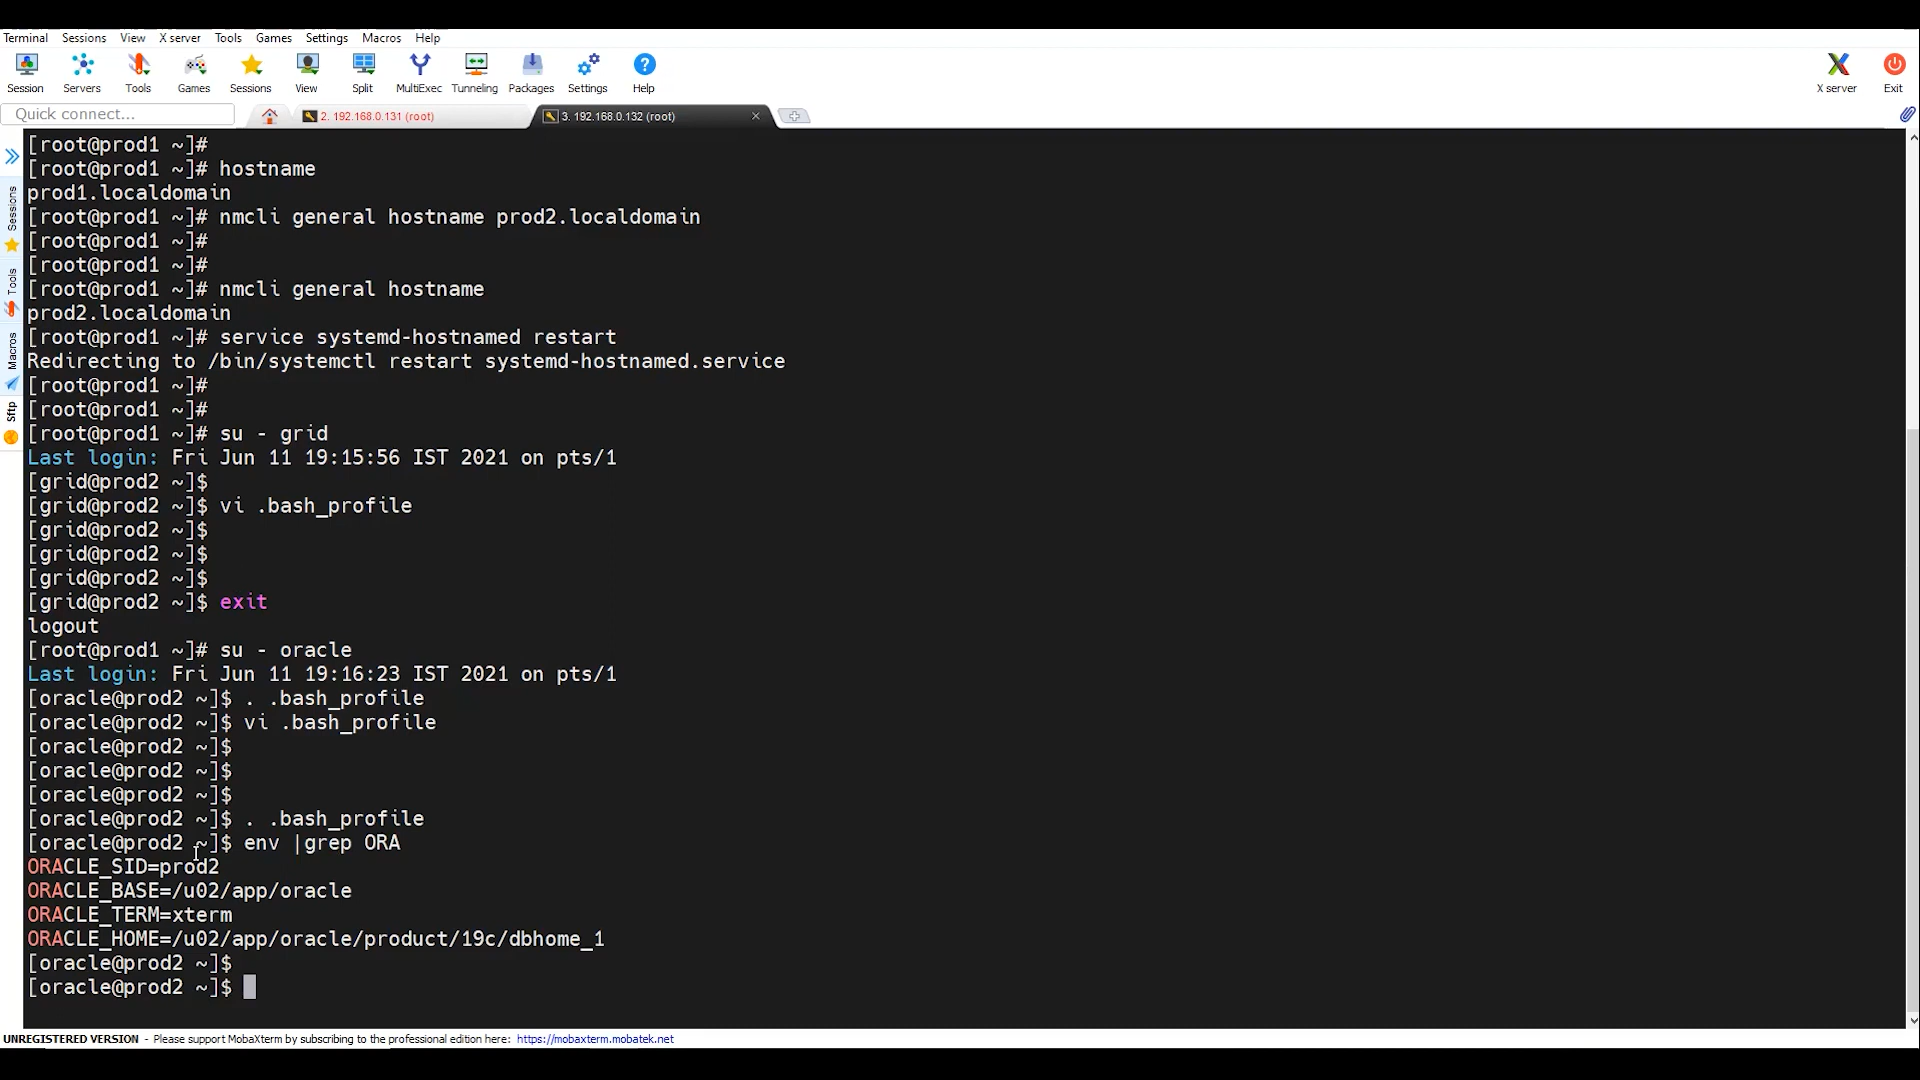 Terminal Sessions View X server Tools Games Settings Macros Help
Session Servers Tools Games Sessions View Split MultiExec Tunneling Packages Settings Help X server Exit
Quick connect... 2. 192.168.0.131 (root) 3. 192.168.0.132 (root)
Sessions
Tools
Macros
Sftp
[root@prod1 ~]#
[root@prod1 ~]# hostname
prod1.localdomain
[root@prod1 ~]# nmcli general hostname prod2.localdomain
[root@prod1 ~]#
[root@prod1 ~]#
[root@prod1 ~]# nmcli general hostname
prod2.localdomain
[root@prod1 ~]# service systemd-hostnamed restart
Redirecting to /bin/systemctl restart systemd-hostnamed.service
[root@prod1 ~]#
[root@prod1 ~]#
[root@prod1 ~]# su - grid
Last login: Fri Jun 11 19:15:56 IST 2021 on pts/1
[grid@prod2 ~]$
[grid@prod2 ~]$ vi .bash_profile
[grid@prod2 ~]$
[grid@prod2 ~]$
[grid@prod2 ~]$
[grid@prod2 ~]$ exit
logout
[root@prod1 ~]# su - oracle
Last login: Fri Jun 11 19:16:23 IST 2021 on pts/1
[oracle@prod2 ~]$ . .bash_profile
[oracle@prod2 ~]$ vi .bash_profile
[oracle@prod2 ~]$
[oracle@prod2 ~]$
[oracle@prod2 ~]$
[oracle@prod2 ~]$ . .bash_profile
[oracle@prod2 ~]$ env |grep ORA
ORACLE_SID=prod2
ORACLE_BASE=/u02/app/oracle
ORACLE_TERM=xterm
ORACLE_HOME=/u02/app/oracle/product/19c/dbhome_1
[oracle@prod2 ~]$
[oracle@prod2 ~]$
UNREGISTERED VERSION - Please support MobaXterm by subscribing to the professional edition here: https://mobaxterm.mobatek.net